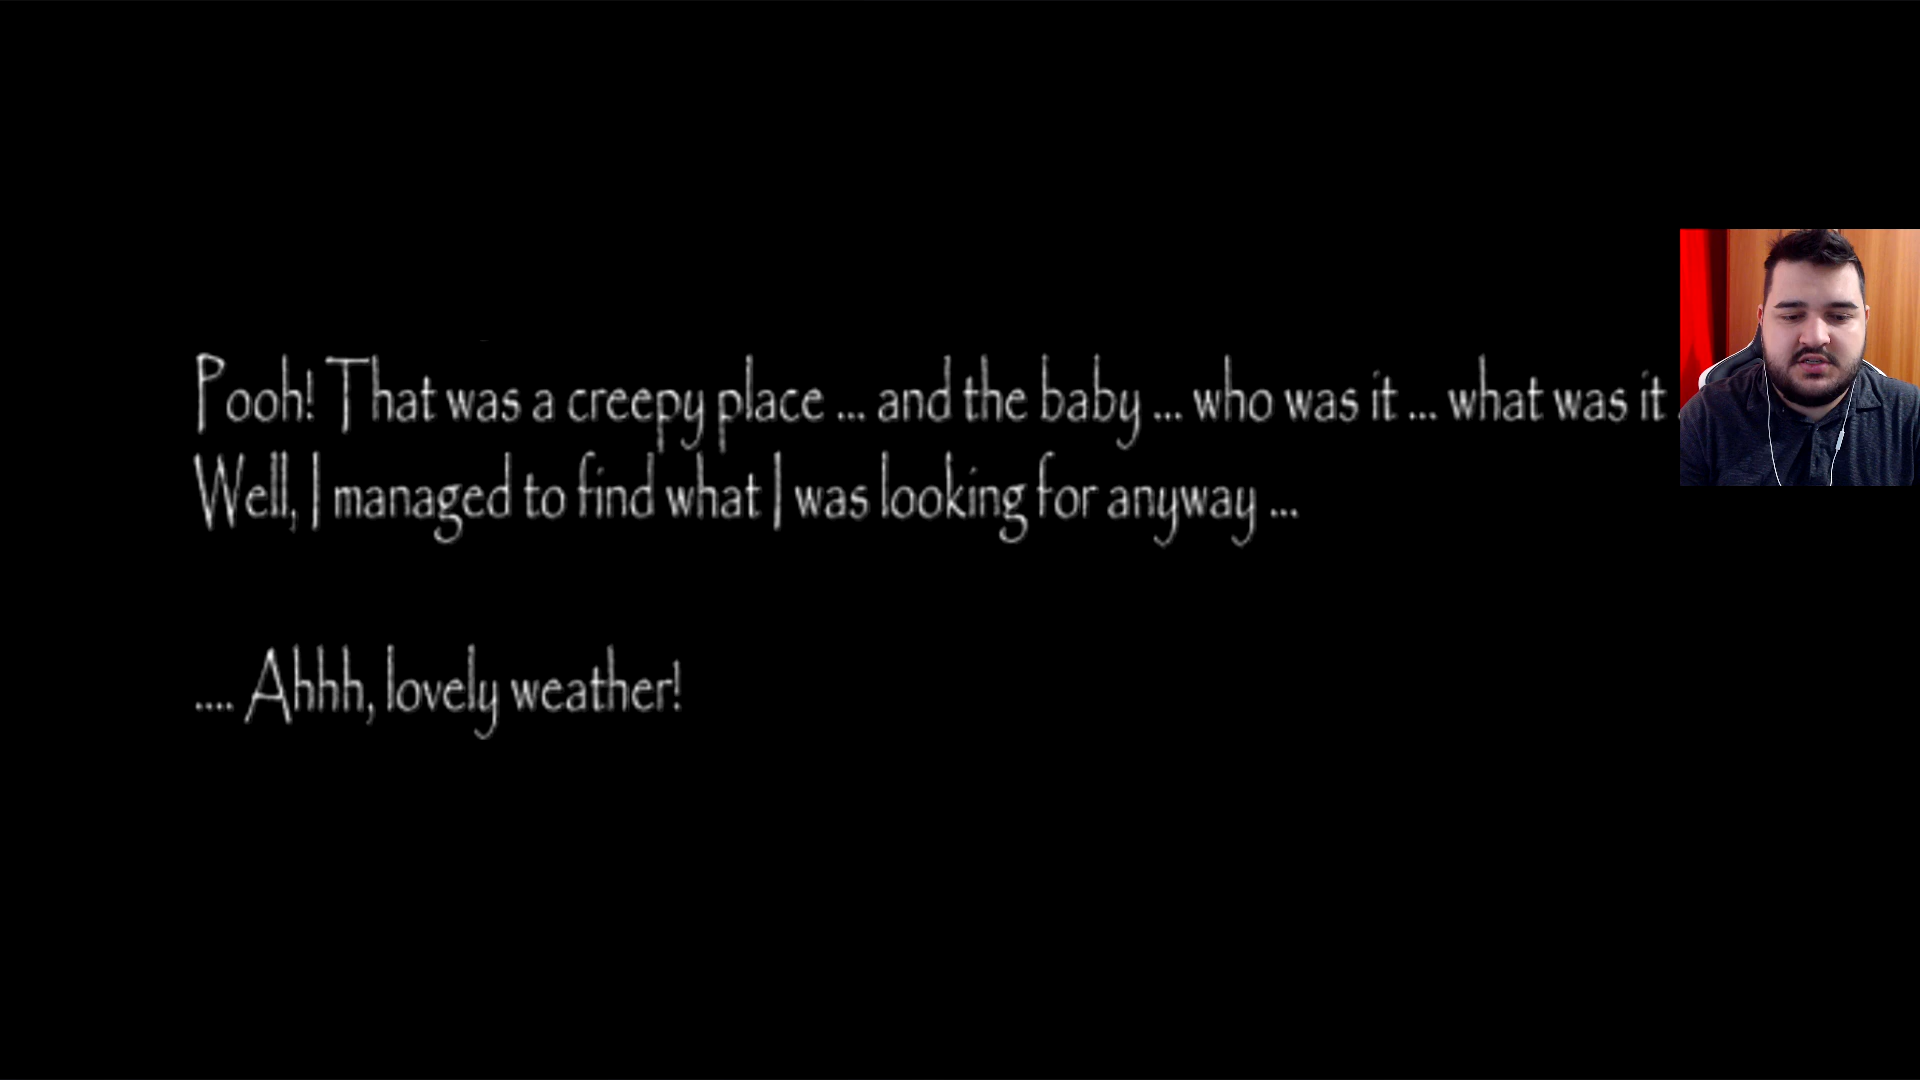 Pooh! That was a creepy place ... and the baby ... who was it ... what was it
Well, I managed to find what I was looking for anyway ...
.... Ahhh, lovely weather!